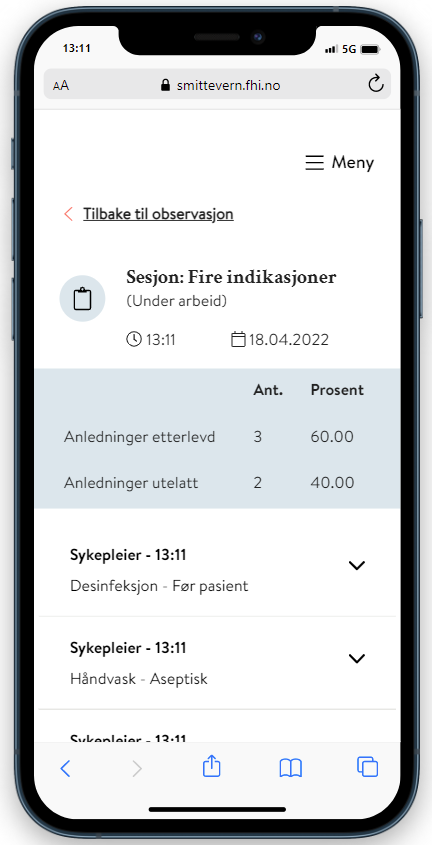 13:11 5G
AA smittevern.fhi.no
Meny
Tilbake til observasjon
Sesjon: Fire indikasjoner
(Under arbeid)
13:11 18.04.2022
Ant. Prosent
Anledninger etterlevd 3 60.00
Anledninger utelatt 2 40.00
Sykepleier - 13:11
Desinfeksjon - Før pasient
Sykepleier - 13:11
Håndvask - Aseptisk
Sykepleier - 13:11